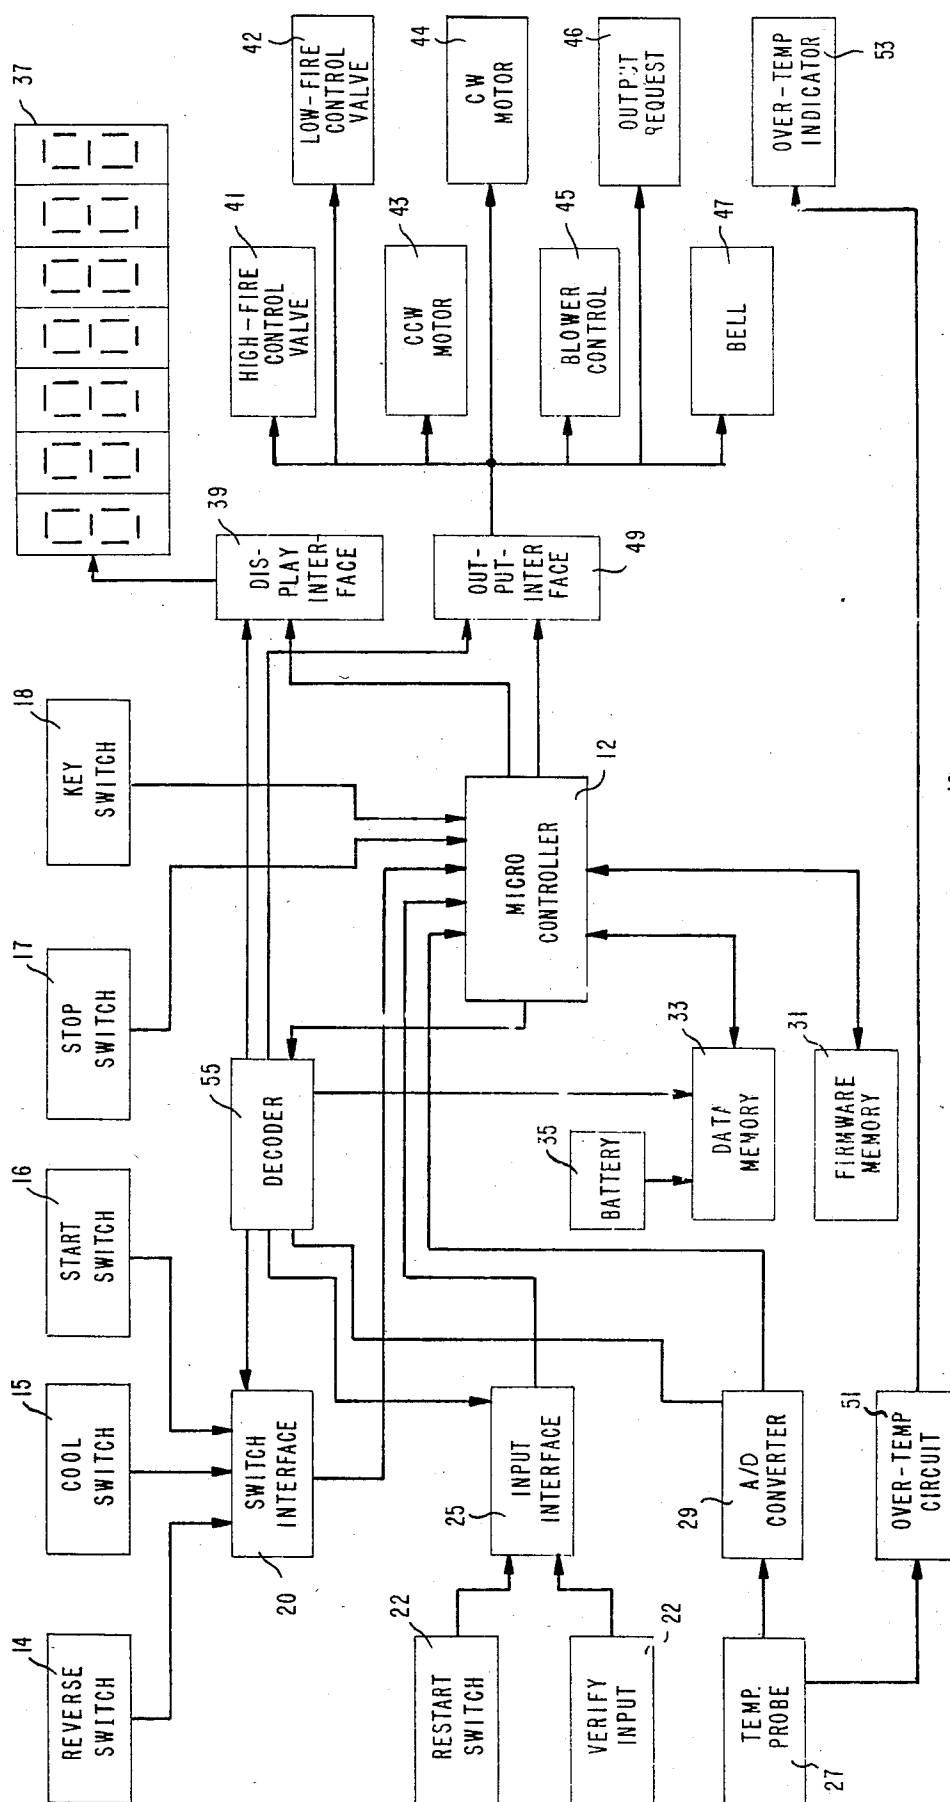 14
REVERSE
SWITCH
15
COOL
SWITCH
16
START
SWITCH
17
STOP
SWITCH
18
KEY
SWITCH
37
20
SWITCH
INTERFACE
55
DECODER
39
DIS-
PLAY
INTER-
FACE
41
HIGH-FIRE
CONTROL
VALVE
42
LOW-FIRE
CONTROL
VALVE
22
RESTART
SWITCH
25
INPUT
INTERFACE
12
MICRO
CONTROLLER
OUT-
PUT-
INTER
FACE
49
43
CCW
MOTOR
44
CW
MOTOR
22
VERIFY
INPUT
35
BATTERY
45
BLOWER
CONTROL
46
OUTPUT
REQUEST
TEMP.
PROBE
27
29
A/D
CONVERTER
33
DATA
MEMORY
47
BELL
31
FIRMWARE
MEMORY
OVER-TEMP
INDICATOR
53
51
OVER-TEMP
CIRCUIT